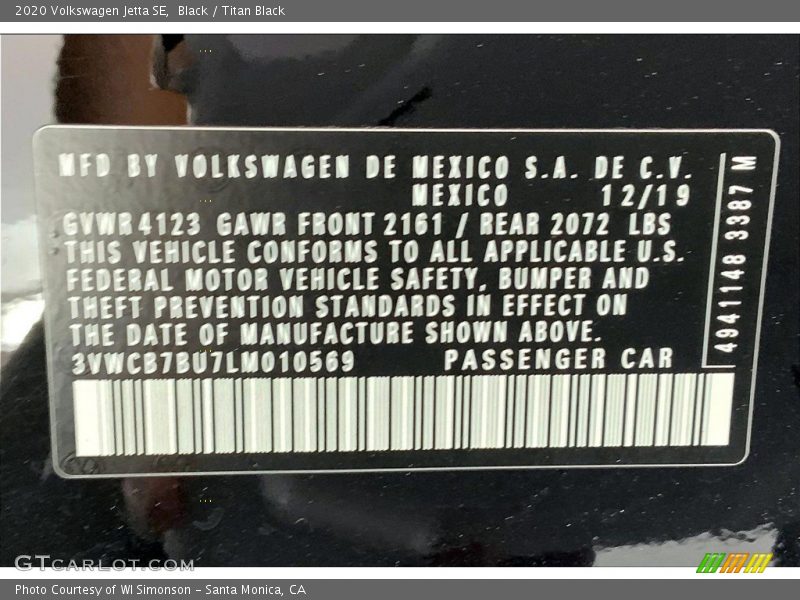 2020 Volkswagen Jetta SE, Black / Titan Black
MFD BY VOLKSWAGEN DE MEXICO S.A. DE C.V.
MEXICO 12/19
GVWR 4123 GAWR FRONT 2161 / REAR 2072 LBS
THIS VEHICLE CONFORMS TO ALL APPLICABLE U.S.
FEDERAL MOTOR VEHICLE SAFETY, BUMPER AND
THEFT PREVENTION STANDARDS IN EFFECT ON
THE DATE OF MANUFACTURE SHOWN ABOVE.
3VWCB7BU7LM010569 PASSENGER CAR
4941148 3387 M
GTCARLOT.COM
Photo Courtesy of WI Simonson - Santa Monica, CA